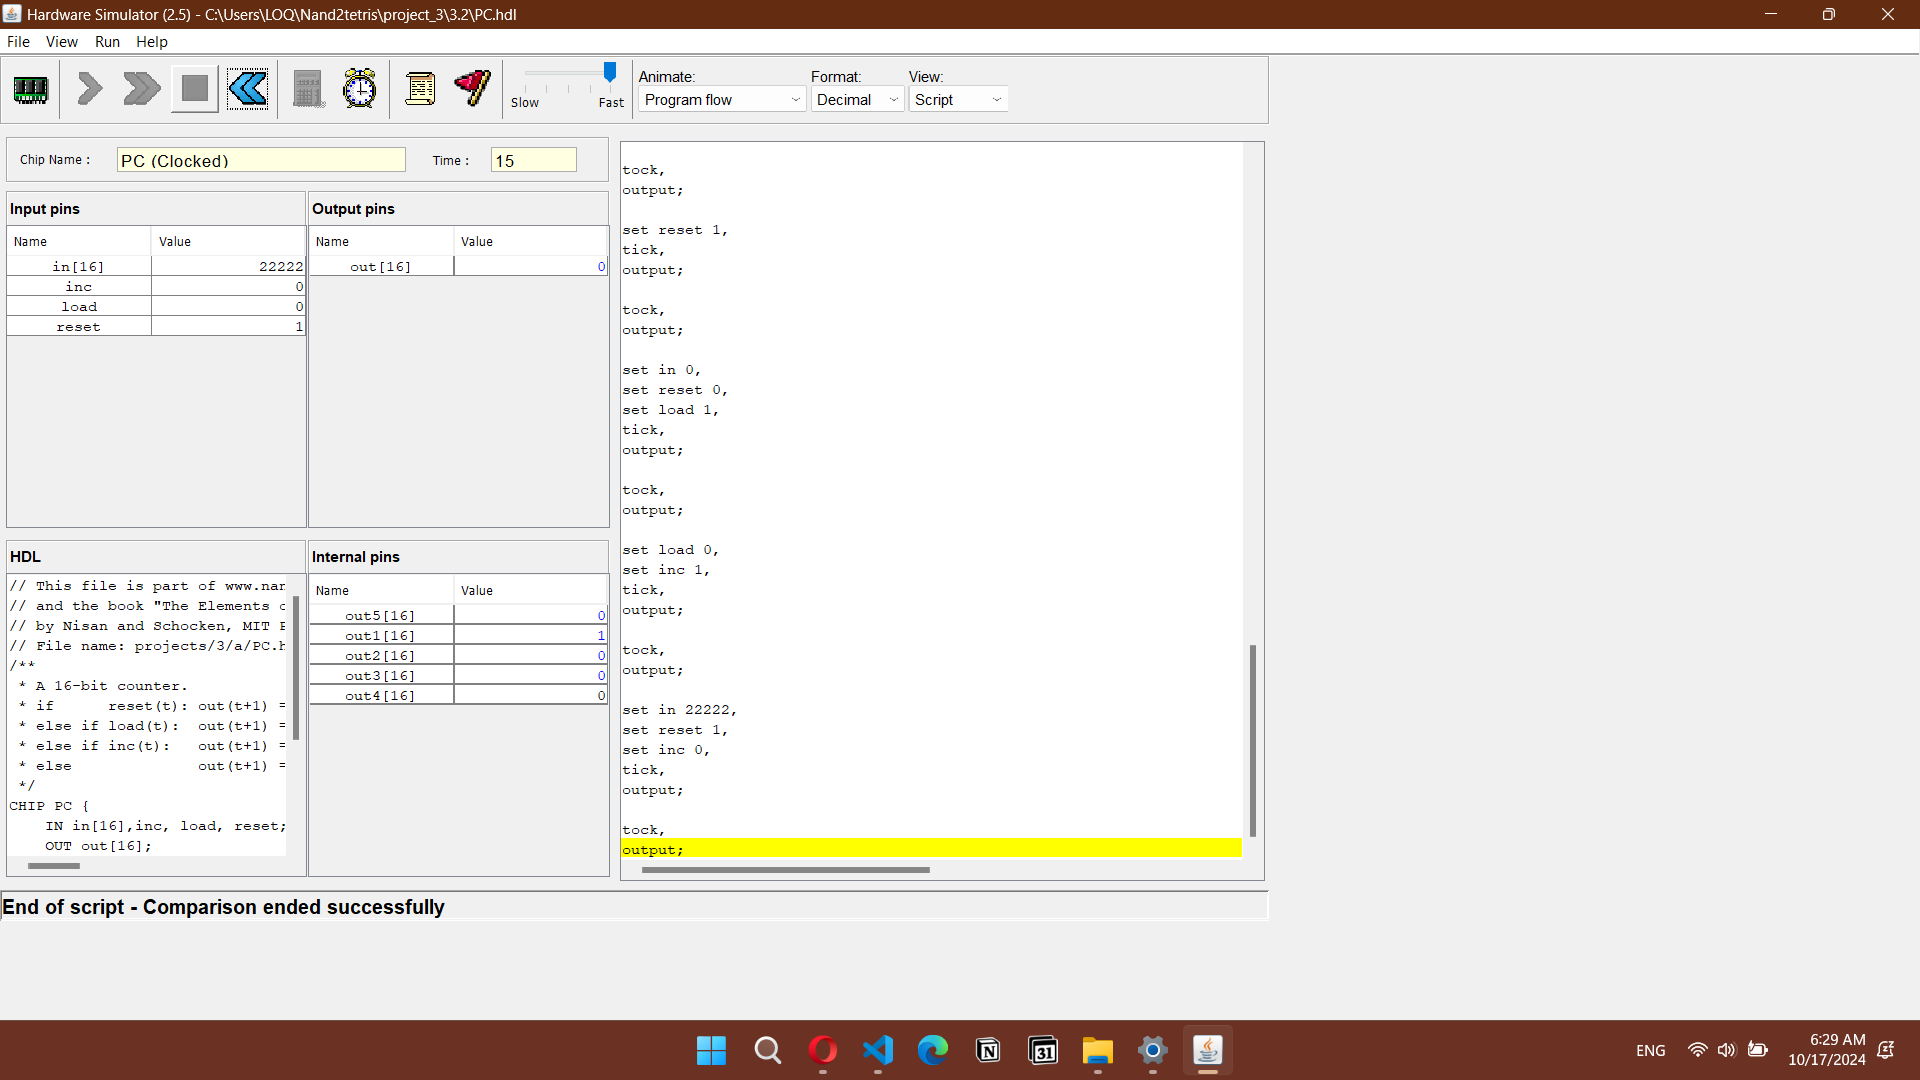 Hardware Simulator (2.5) - C:\Users\LOQ\Nand2tetris\project_3\3.2\PC.hdl
File View Run Help
Slow Fast
Animate: Format: View:
Program flow Decimal Script
Chip Name : PC (Clocked) Time : 15
Input pins
Name Value
in[16] 22222
inc 0
load 0
reset 1
Output pins
Name Value
out[16] 0
HDL
// This file is part of www.nan
// and the book "The Elements o
// by Nisan and Schocken, MIT P
// File name: projects/3/a/PC.h
/**
* A 16-bit counter.
* if reset(t): out(t+1) =
* else if load(t): out(t+1) =
* else if inc(t): out(t+1) =
* else out(t+1) =
*/
CHIP PC {
IN in[16],inc, load, reset;
OUT out[16];
Internal pins
Name Value
out5[16] 0
out1[16] 1
out2[16] 0
out3[16] 0
out4[16] 0
tock,
output;
set reset 1,
tick,
output;
tock,
output;
set in 0,
set reset 0,
set load 1,
tick,
output;
tock,
output;
set load 0,
set inc 1,
tick,
output;
tock,
output;
set in 22222,
set reset 1,
set inc 0,
tick,
output;
tock,
output;
End of script - Comparison ended successfully
31
ENG
6:29 AM
10/17/2024